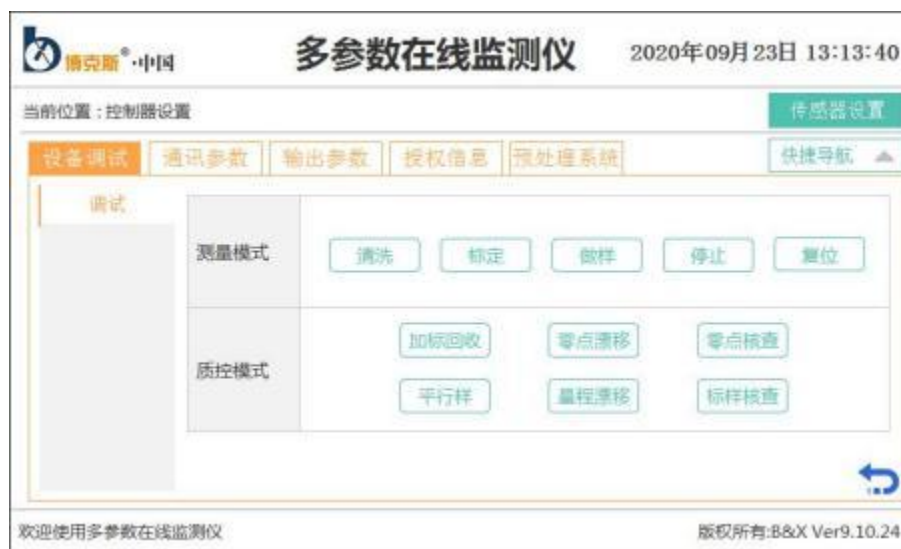 博克斯®·中国 多参数在线监测仪 2020年09月23日 13:13:40
当前位置：控制器设置 传感器设置
设备调试 通讯参数 输出参数 授权信息 预处理系统 快捷导航
调试
测量模式 清洗 标定 做样 停止 复位
质控模式
加标回收 零点漂移 零点核查
平行样 量程漂移 标样核查
欢迎使用多参数在线监测仪 版权所有:B&X Ver9.10.24